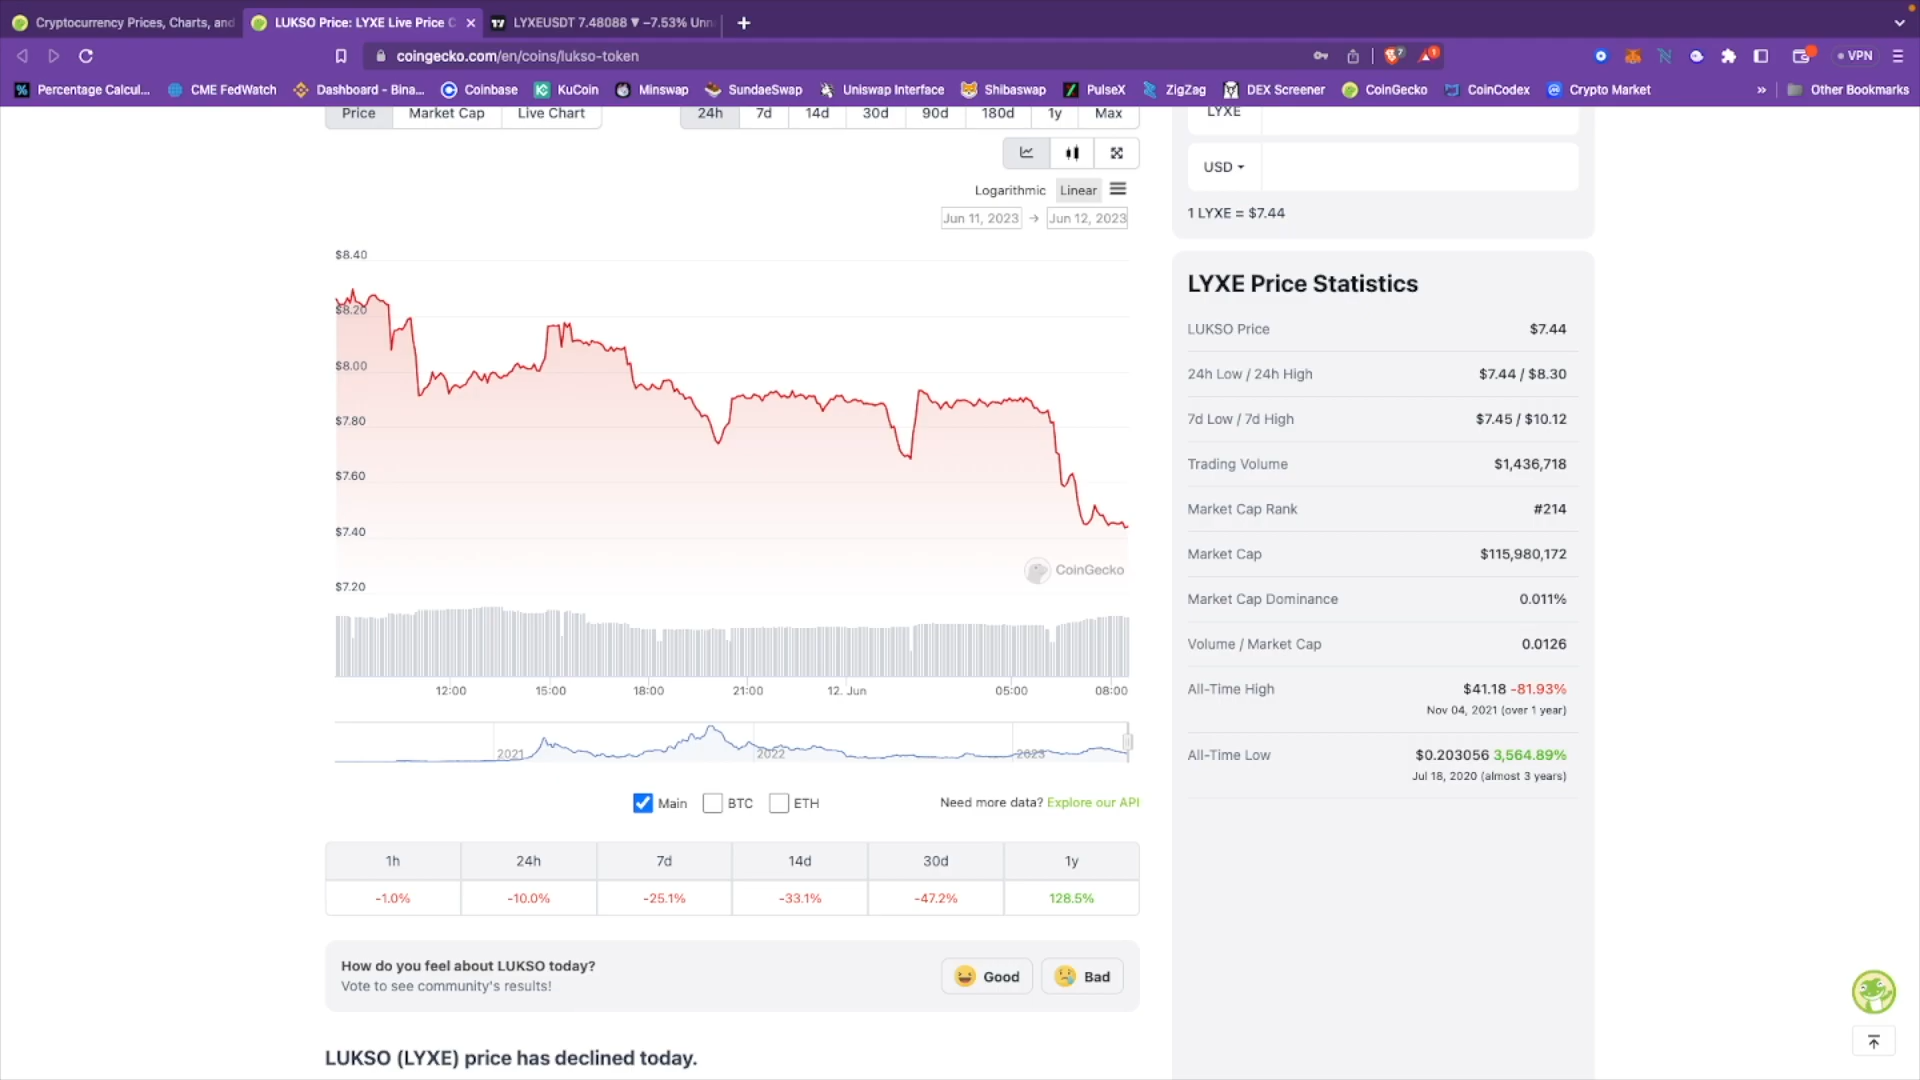 Cryptocurrency Prices, Charts, and
LUKSO Price: LYXE Live Price C
LYXEUSDT 7.48088 ▼ −7.53% Unn
coingecko.com/en/coins/lukso-token
7
1
VPN
Percentage Calcul...
CME FedWatch
Dashboard - Bina...
Coinbase
KuCoin
Minswap
SundaeSwap
Uniswap Interface
Shibaswap
PulseX
ZigZag
DEX Screener
CoinGecko
CoinCodex
Crypto Market
»
Other Bookmarks
Price Market Cap Live Chart
24h 7d 14d 30d 90d 180d 1y Max
Logarithmic Linear
Jun 11, 2023 → Jun 12, 2023
$8.40
$8.20
$8.00
$7.80
$7.60
$7.40
$7.20
CoinGecko
12:00 15:00 18:00 21:00 12. Jun 05:00 08:00
2021 2022 2023
Main BTC ETH
Need more data? Explore our API
1h 24h 7d 14d 30d 1y
-1.0% -10.0% -25.1% -33.1% -47.2% 128.5%
How do you feel about LUKSO today?
Vote to see community's results!
Good Bad
LUKSO (LYXE) price has declined today.
LYXE
USD
1 LYXE = $7.44
LYXE Price Statistics
LUKSO Price $7.44
24h Low / 24h High $7.44 / $8.30
7d Low / 7d High $7.45 / $10.12
Trading Volume $1,436,718
Market Cap Rank #214
Market Cap $115,980,172
Market Cap Dominance 0.011%
Volume / Market Cap 0.0126
All-Time High $41.18 -81.93%
Nov 04, 2021 (over 1 year)
All-Time Low $0.203056 3,564.89%
Jul 18, 2020 (almost 3 years)